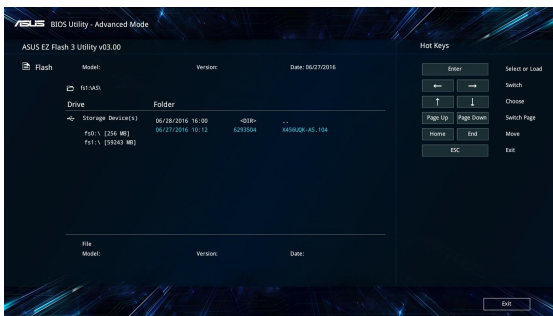 ASUS BIOS Utility - Advanced Mode
ASUS EZ Flash 3 Utility v03.00
Flash
Model: Version: Date: 06/27/2016
fs1:\AS\
Drive Folder
Storage Device(s)
fs0:\ [256 MB]
fs1:\ [59243 MB]
06/28/2016 16:00 <DIR> ..
06/27/2016 10:12 6293504 X456UQK-AS.104
File
Model: Version: Date:
Hot Keys
Enter Select or Load
← → Switch
↑ ↓ Choose
Page Up Page Down Switch Page
Home End Move
ESC Exit
Exit